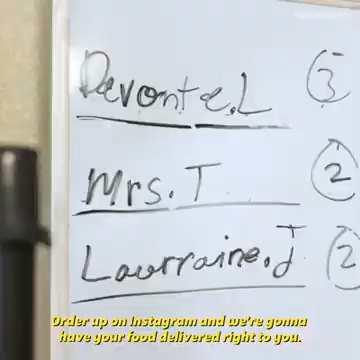 Devonte.L 3
Mrs. T 2
Lawrraine.J 2
Order up on Instagram and we're gonna
have your food delivered right to you.